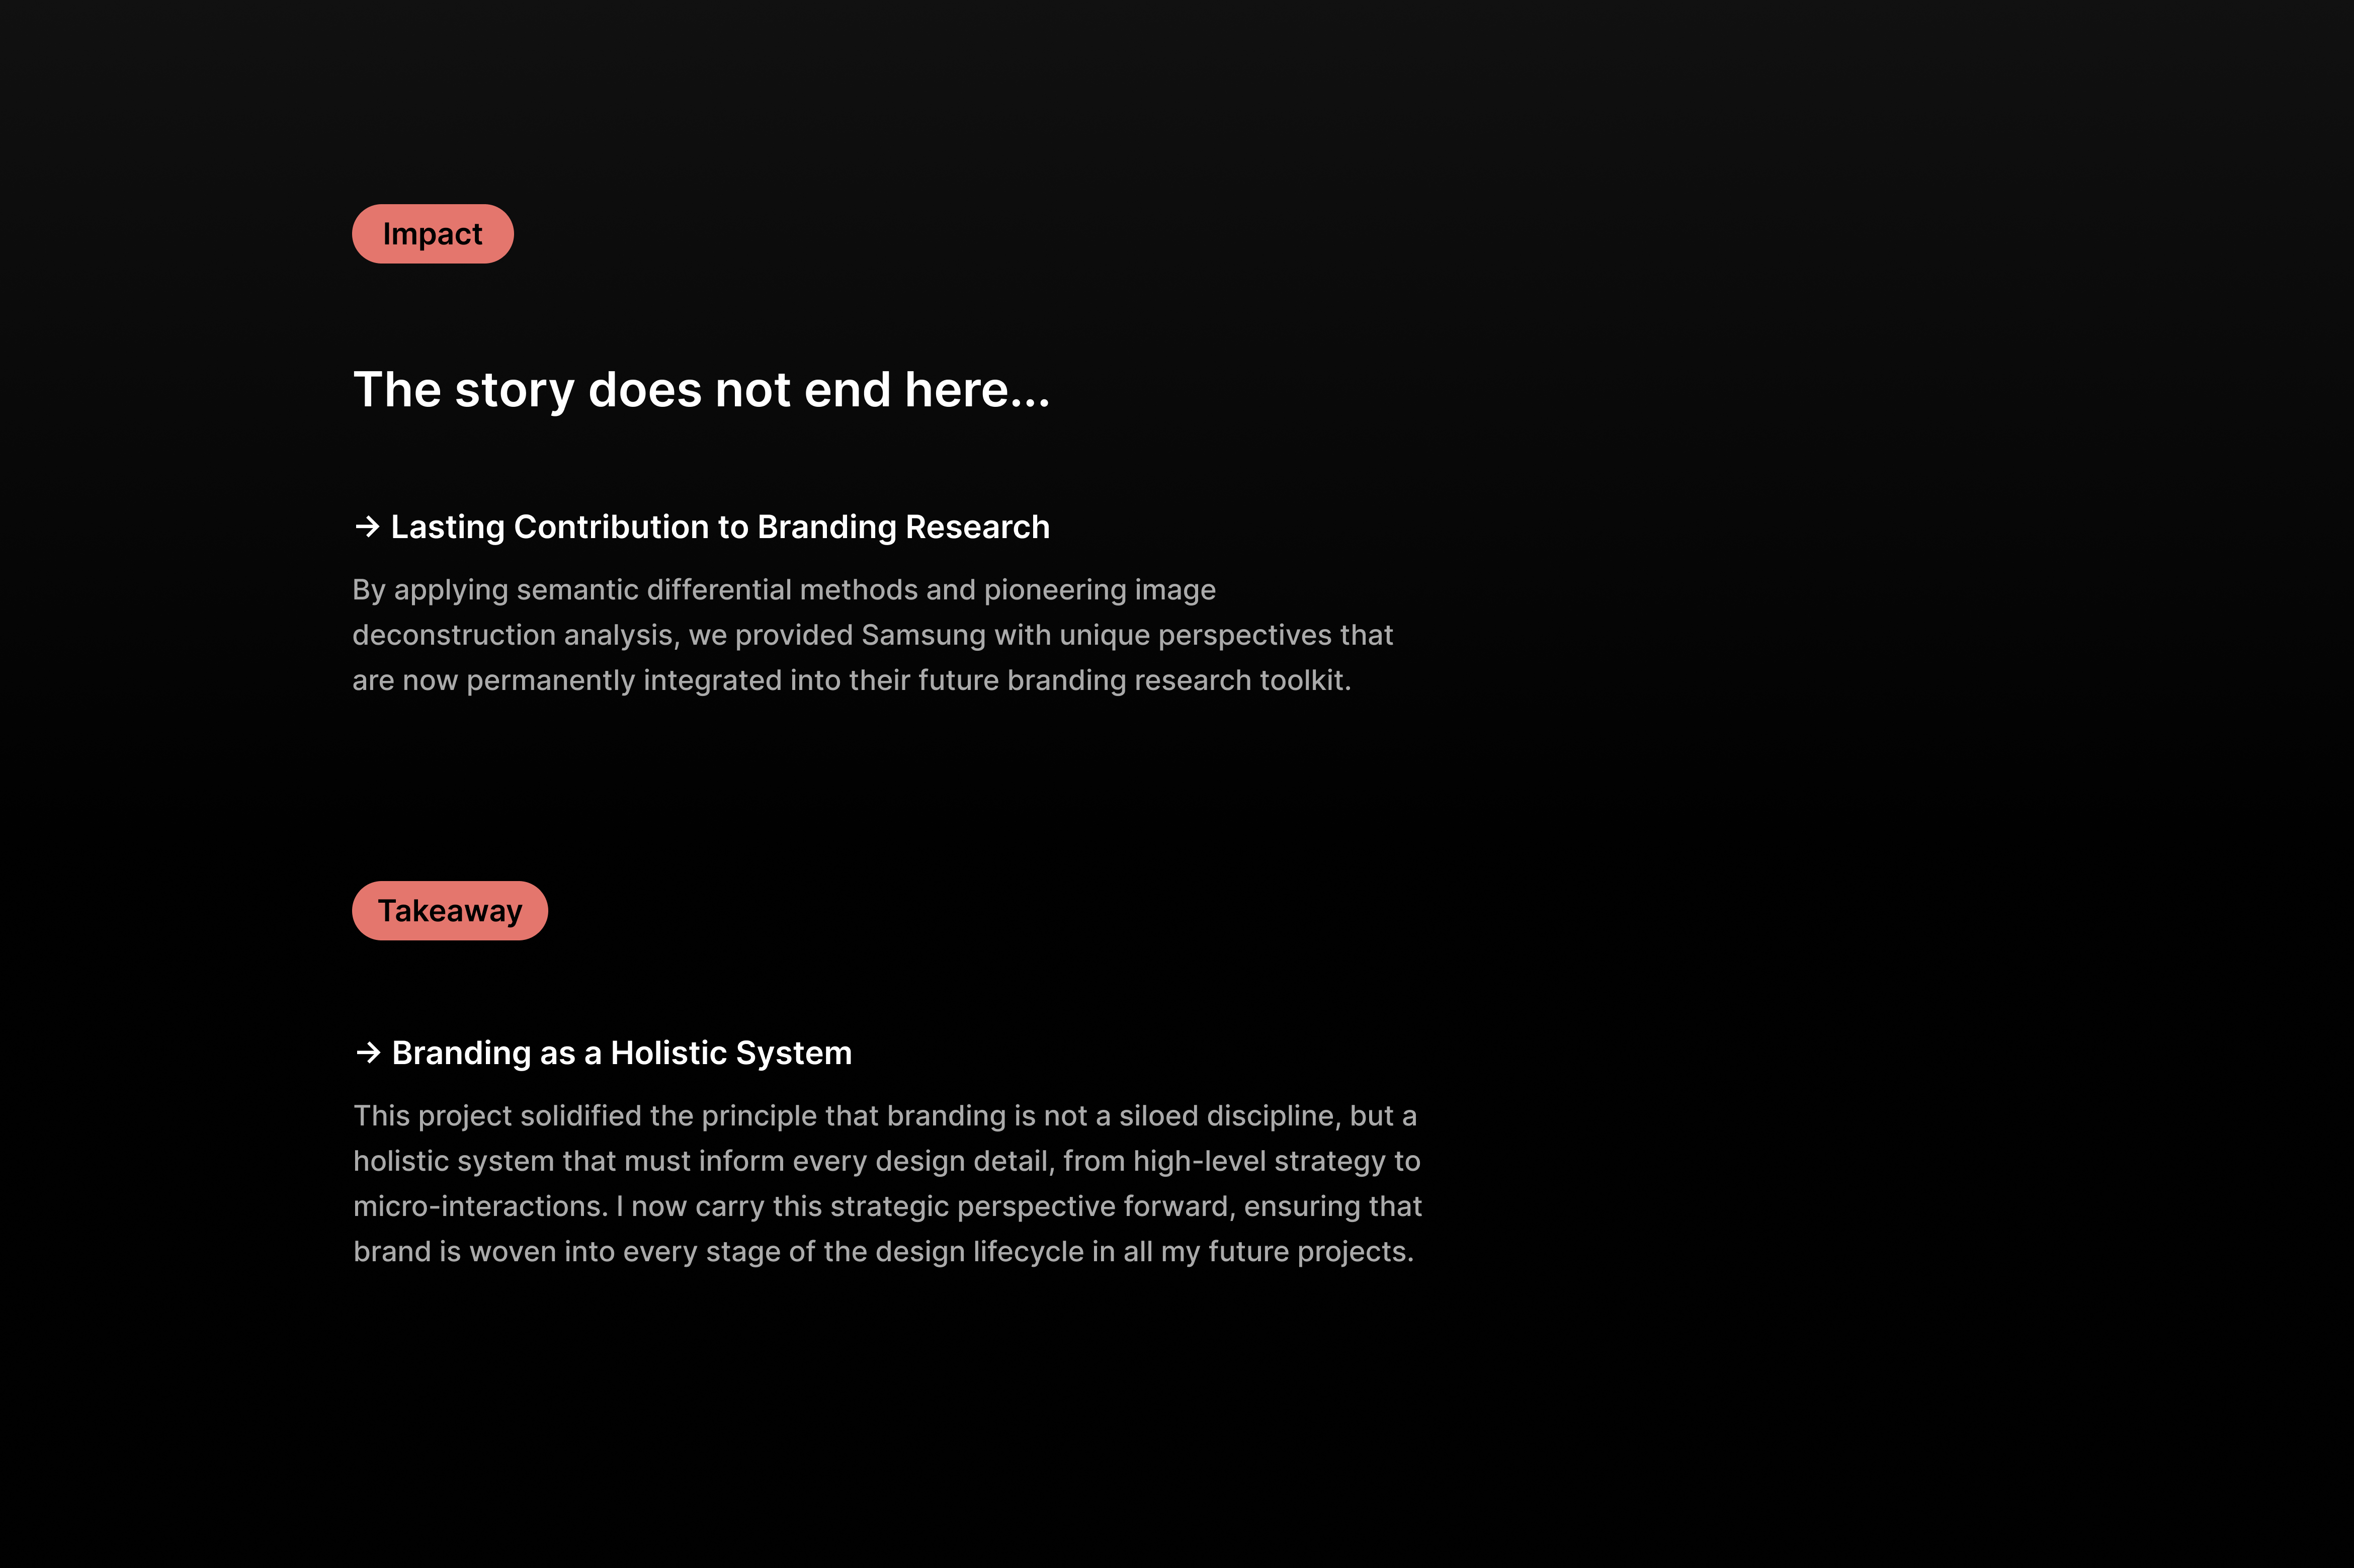 Impact
The story does not end here...
→ Lasting Contribution to Branding Research
By applying semantic differential methods and pioneering image
deconstruction analysis, we provided Samsung with unique perspectives that
are now permanently integrated into their future branding research toolkit.
Takeaway
→ Branding as a Holistic System
This project solidified the principle that branding is not a siloed discipline, but a
holistic system that must inform every design detail, from high-level strategy to
micro-interactions. I now carry this strategic perspective forward, ensuring that
brand is woven into every stage of the design lifecycle in all my future projects.